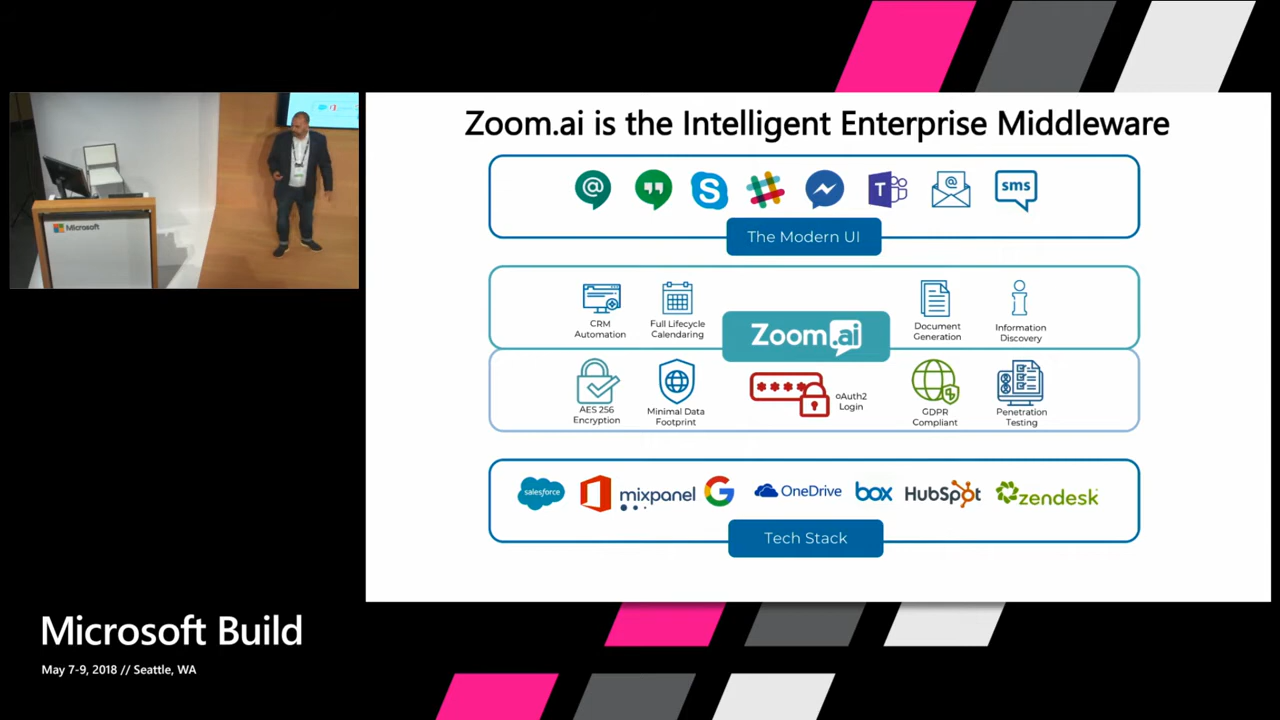 Zoom.ai is the Intelligent Enterprise Middleware
@
S
T
@
sms
The Modern UI
CRM
Automation
Full Lifecycle
Calendaring
Zoom.ai
Document
Generation
Information
Discovery
AES 256
Encryption
Minimal Data
Footprint
****
oAuth2
Login
GDPR
Compliant
Penetration
Testing
salesforce
mixpanel
G
OneDrive
box
HubSpot
zendesk
Tech Stack
Microsoft
Microsoft Build
May 7-9, 2018 // Seattle, WA